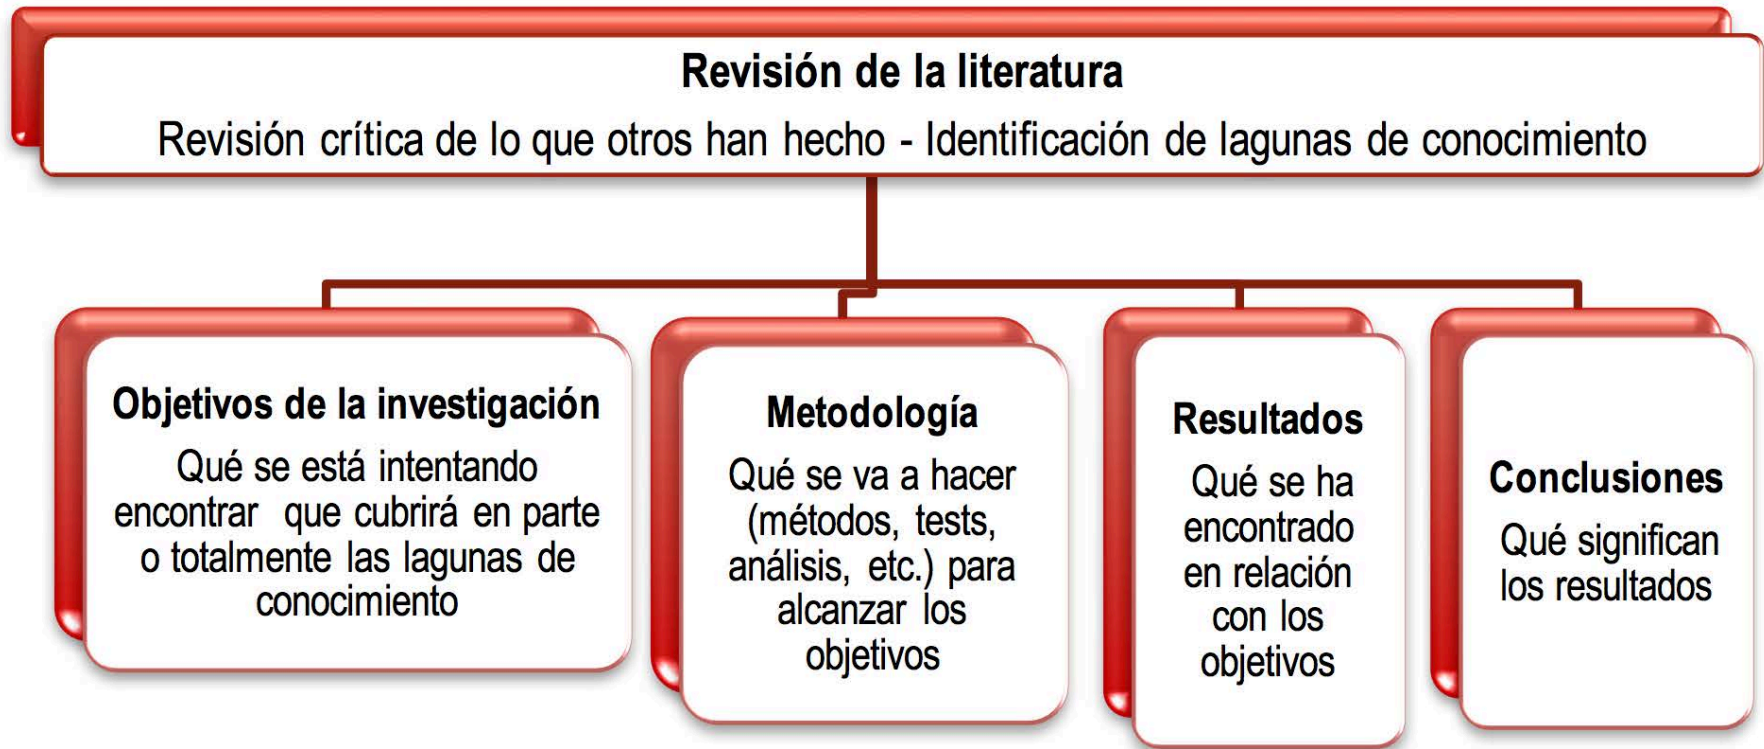 Revisión de la literatura
Revisión crítica de lo que otros han hecho - Identificación de lagunas de conocimiento
Objetivos de la investigación
Qué se está intentando
encontrar que cubrirá en parte
o totalmente las lagunas de
conocimiento
Metodología
Qué se va a hacer
(métodos, tests,
análisis, etc.) para
alcanzar los
objetivos
Resultados
Qué se ha
encontrado
en relación
con los
objetivos
Conclusiones
Qué significan
los resultados